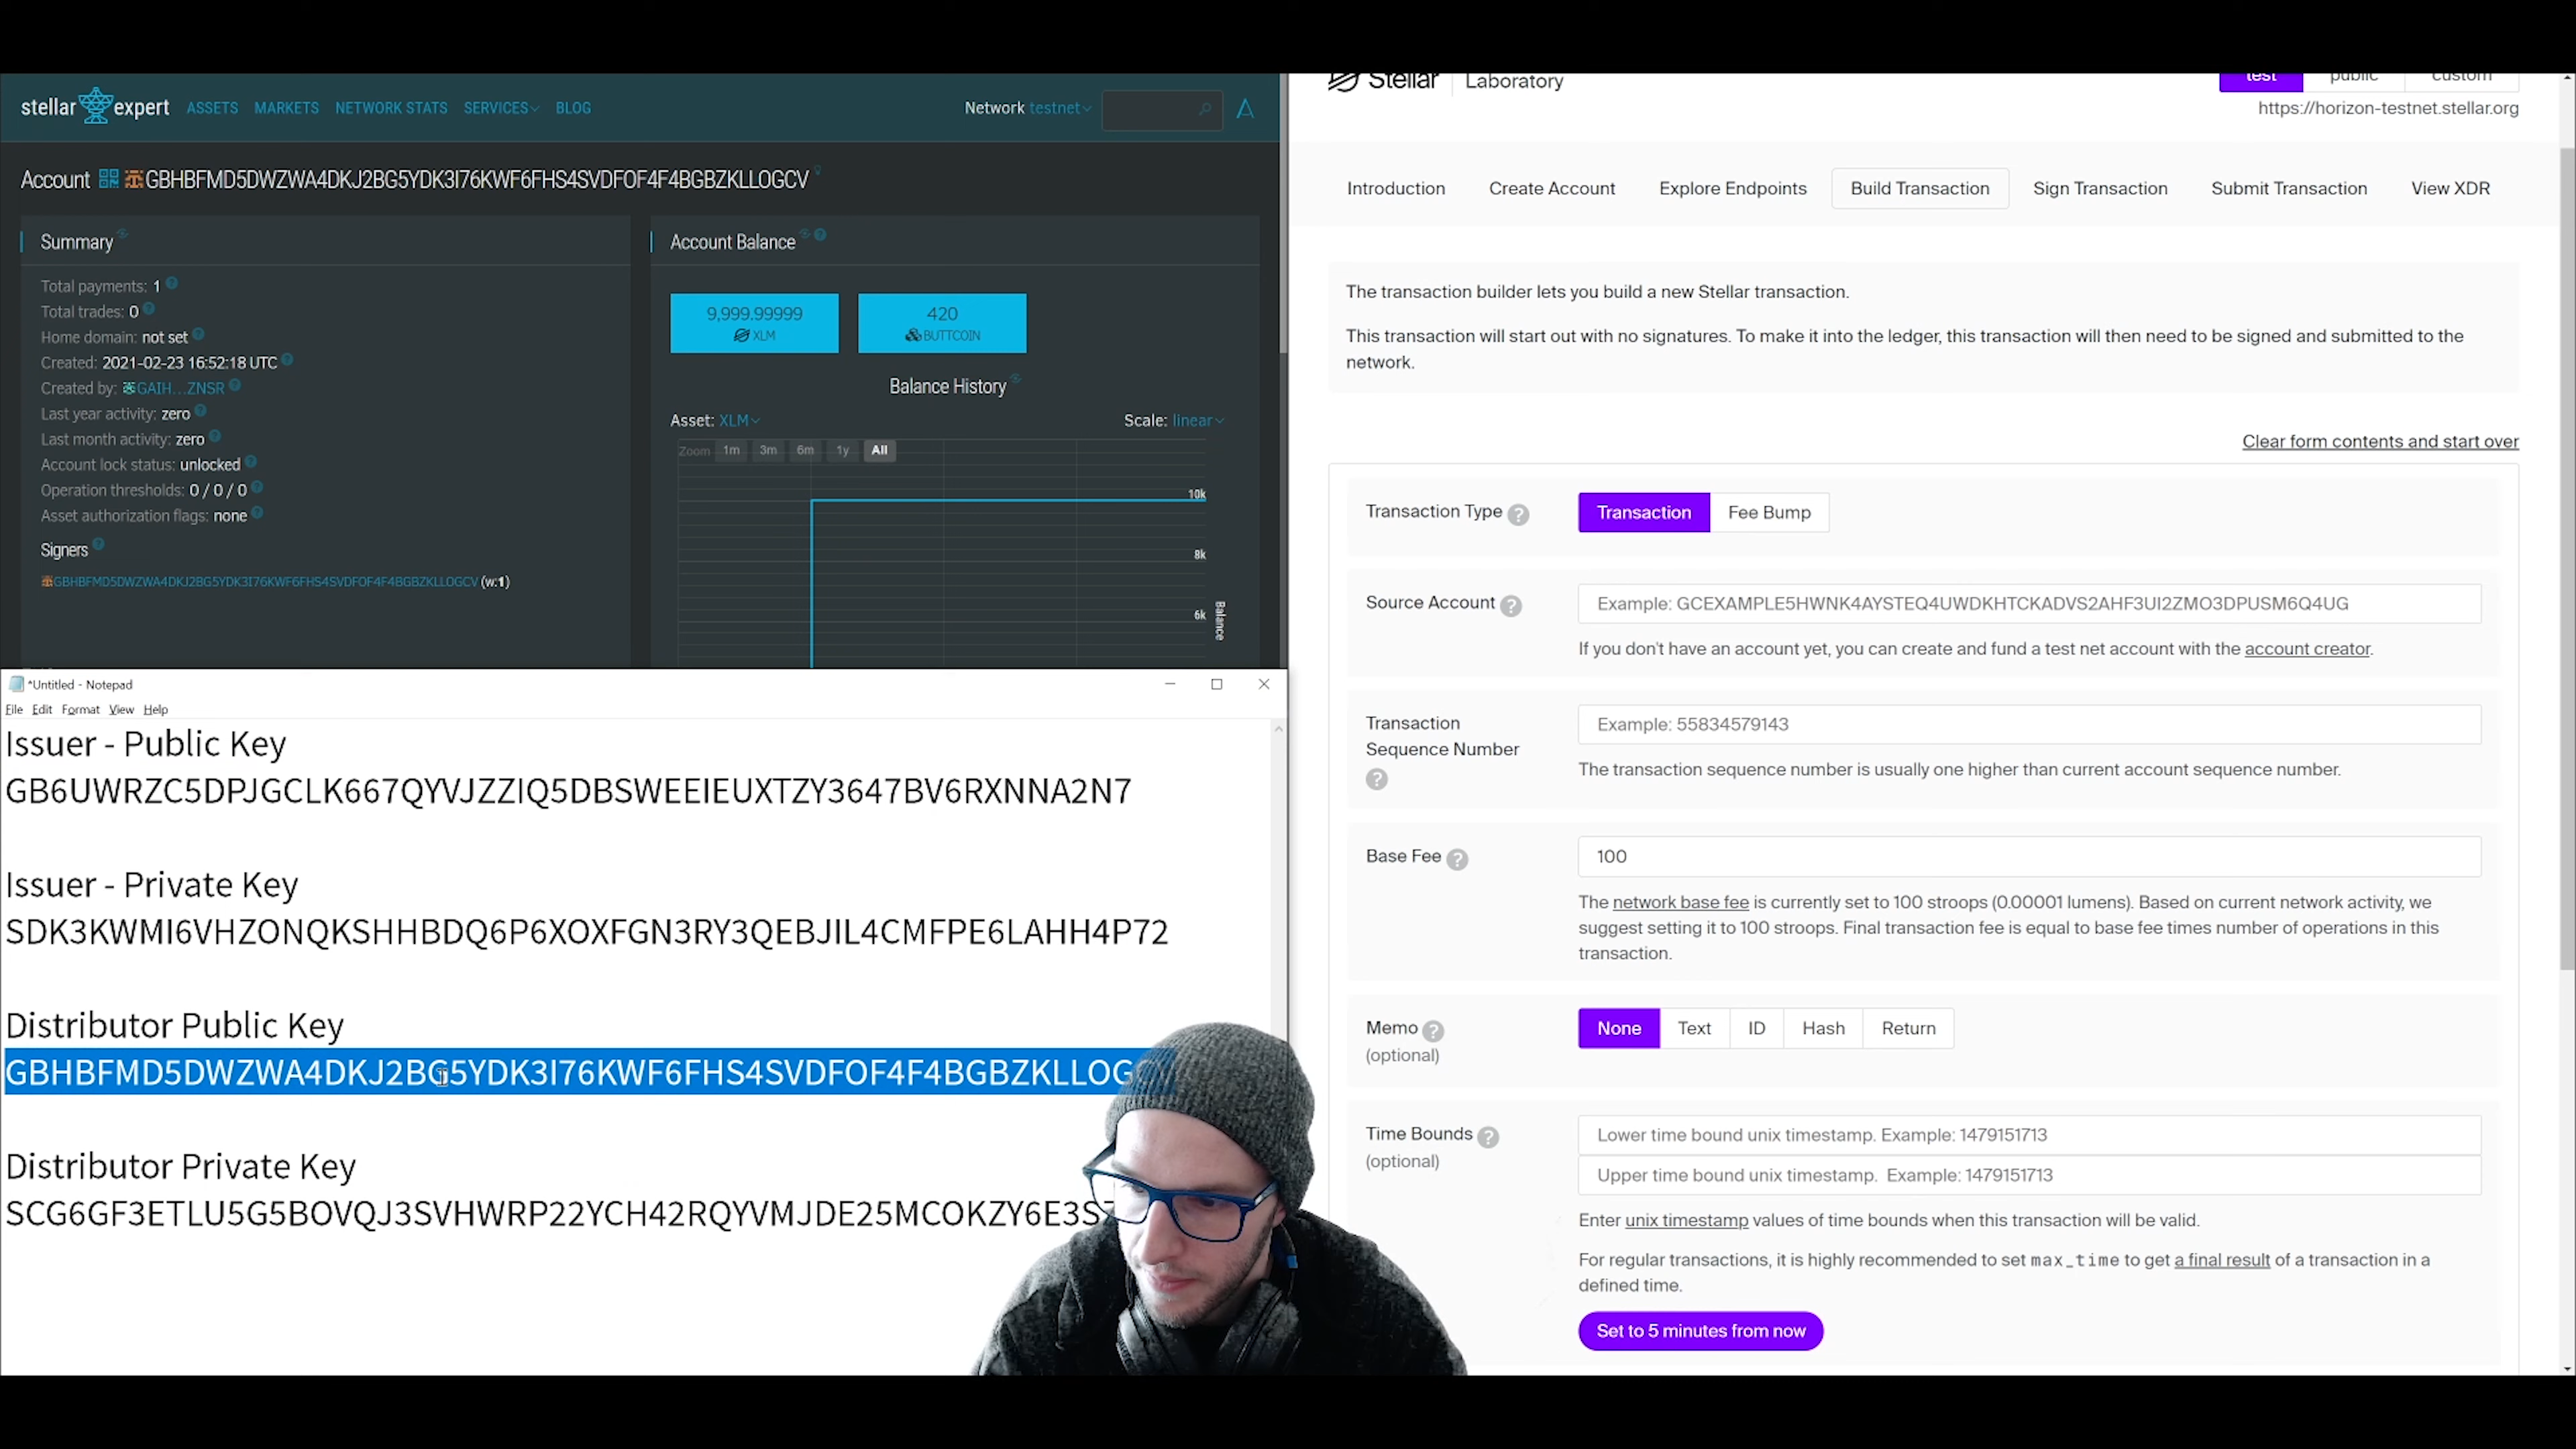 stellar expert ASSETS MARKETS NETWORK STATS SERVICES BLOG
Network testnet
Account GBHBFMD5DWZWA4DKJ2BG5YDK3I76KWF6FHS4SVDFOF4F4BGBZKLLOGCV
Summary
Total payments: 1
Total trades: 0
Home domain: not set
Created: 2021-02-23 16:52:18 UTC
Created by: GAIH...ZNSR
Last year activity: zero
Last month activity: zero
Account lock status: unlocked
Operation thresholds: 0 / 0 / 0
Asset authorization flags: none
Signers
GBHBFMD5DWZWA4DKJ2BG5YDK3I76KWF6FHS4SVDFOF4F4BGBZKLLOGCV (w:1)
Account Balance
9,999.99999
XLM
420
BUTTCOIN
Balance History
Asset: XLM
Scale: linear
Zoom 1m 3m 6m 1y All
10k
8k
6k
Balance
*Untitled - Notepad
File Edit Format View Help
Issuer - Public Key
GB6UWRZC5DPJGCLK667QYVJZZIQ5DBSWEEIEUXTZY3647BV6RXNNA2N7
Issuer - Private Key
SDK3KWMI6VHZONQKSHHBDQ6P6XOXFGN3RY3QEBJIL4CMFPE6LAHH4P72
Distributor Public Key
GBHBFMD5DWZWA4DKJ2BG5YDK3I76KWF6FHS4SVDFOF4F4BGBZKLLOG
Distributor Private Key
SCG6GF3ETLU5G5BOVQJ3SVHWRP22YCH42RQYVMJDE25MCOKZY6E3S
Stellar Laboratory
test public custom
https://horizon-testnet.stellar.org
Introduction Create Account Explore Endpoints Build Transaction Sign Transaction Submit Transaction View XDR
The transaction builder lets you build a new Stellar transaction.
This transaction will start out with no signatures. To make it into the ledger, this transaction will then need to be signed and submitted to the
network.
Clear form contents and start over
Transaction Type
Transaction Fee Bump
Source Account
Example: GCEXAMPLE5HWNK4AYSTEQ4UWDKHTCKADVS2AHF3UI2ZMO3DPUSM6Q4UG
If you don't have an account yet, you can create and fund a test net account with the account creator.
Transaction
Sequence Number
Example: 55834579143
The transaction sequence number is usually one higher than current account sequence number.
Base Fee
100
The network base fee is currently set to 100 stroops (0.00001 lumens). Based on current network activity, we
suggest setting it to 100 stroops. Final transaction fee is equal to base fee times number of operations in this
transaction.
Memo
(optional)
None Text ID Hash Return
Time Bounds
(optional)
Lower time bound unix timestamp. Example: 1479151713
Upper time bound unix timestamp. Example: 1479151713
Enter unix timestamp values of time bounds when this transaction will be valid.
For regular transactions, it is highly recommended to set max_time to get a final result of a transaction in a
defined time.
Set to 5 minutes from now